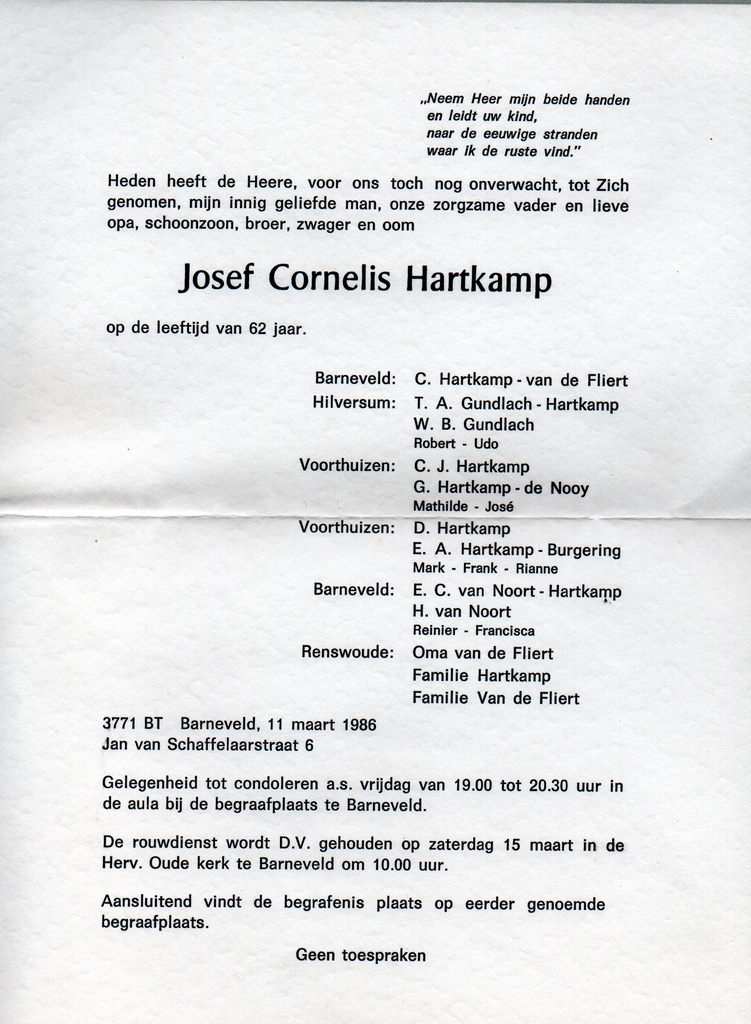 „Neem Heer mijn beide handen
en leidt uw kind,
naar de eeuwige stranden
waar ik de ruste vind."
Heden heeft de Heere, voor ons toch nog onverwacht, tot Zich
genomen, mijn innig geliefde man, onze zorgzame vader en lieve
opa, schoonzoon, broer, zwager en oom
Josef Cornelis Hartkamp
op de leeftijd van 62 jaar.
Barneveld: C. Hartkamp - van de Fliert
Hilversum: T. A. Gundlach - Hartkamp
W. B. Gundlach
Robert - Udo
Voorthuizen: C. J. Hartkamp
G. Hartkamp - de Nooy
Mathilde - José
Voorthuizen: D. Hartkamp
E. A. Hartkamp - Burgering
Mark - Frank - Rianne
Barneveld: E. C. van Noort - Hartkamp
H. van Noort
Reinier - Francisca
Renswoude: Oma van de Fliert
Familie Hartkamp
Familie Van de Fliert
3771 BT Barneveld, 11 maart 1986
Jan van Schaffelaarstraat 6
Gelegenheid tot condoleren a.s. vrijdag van 19.00 tot 20.30 uur in
de aula bij de begraafplaats te Barneveld.
De rouwdienst wordt D.V. gehouden op zaterdag 15 maart in de
Herv. Oude kerk te Barneveld om 10.00 uur.
Aansluitend vindt de begrafenis plaats op eerder genoemde
begraafplaats.
Geen toespraken